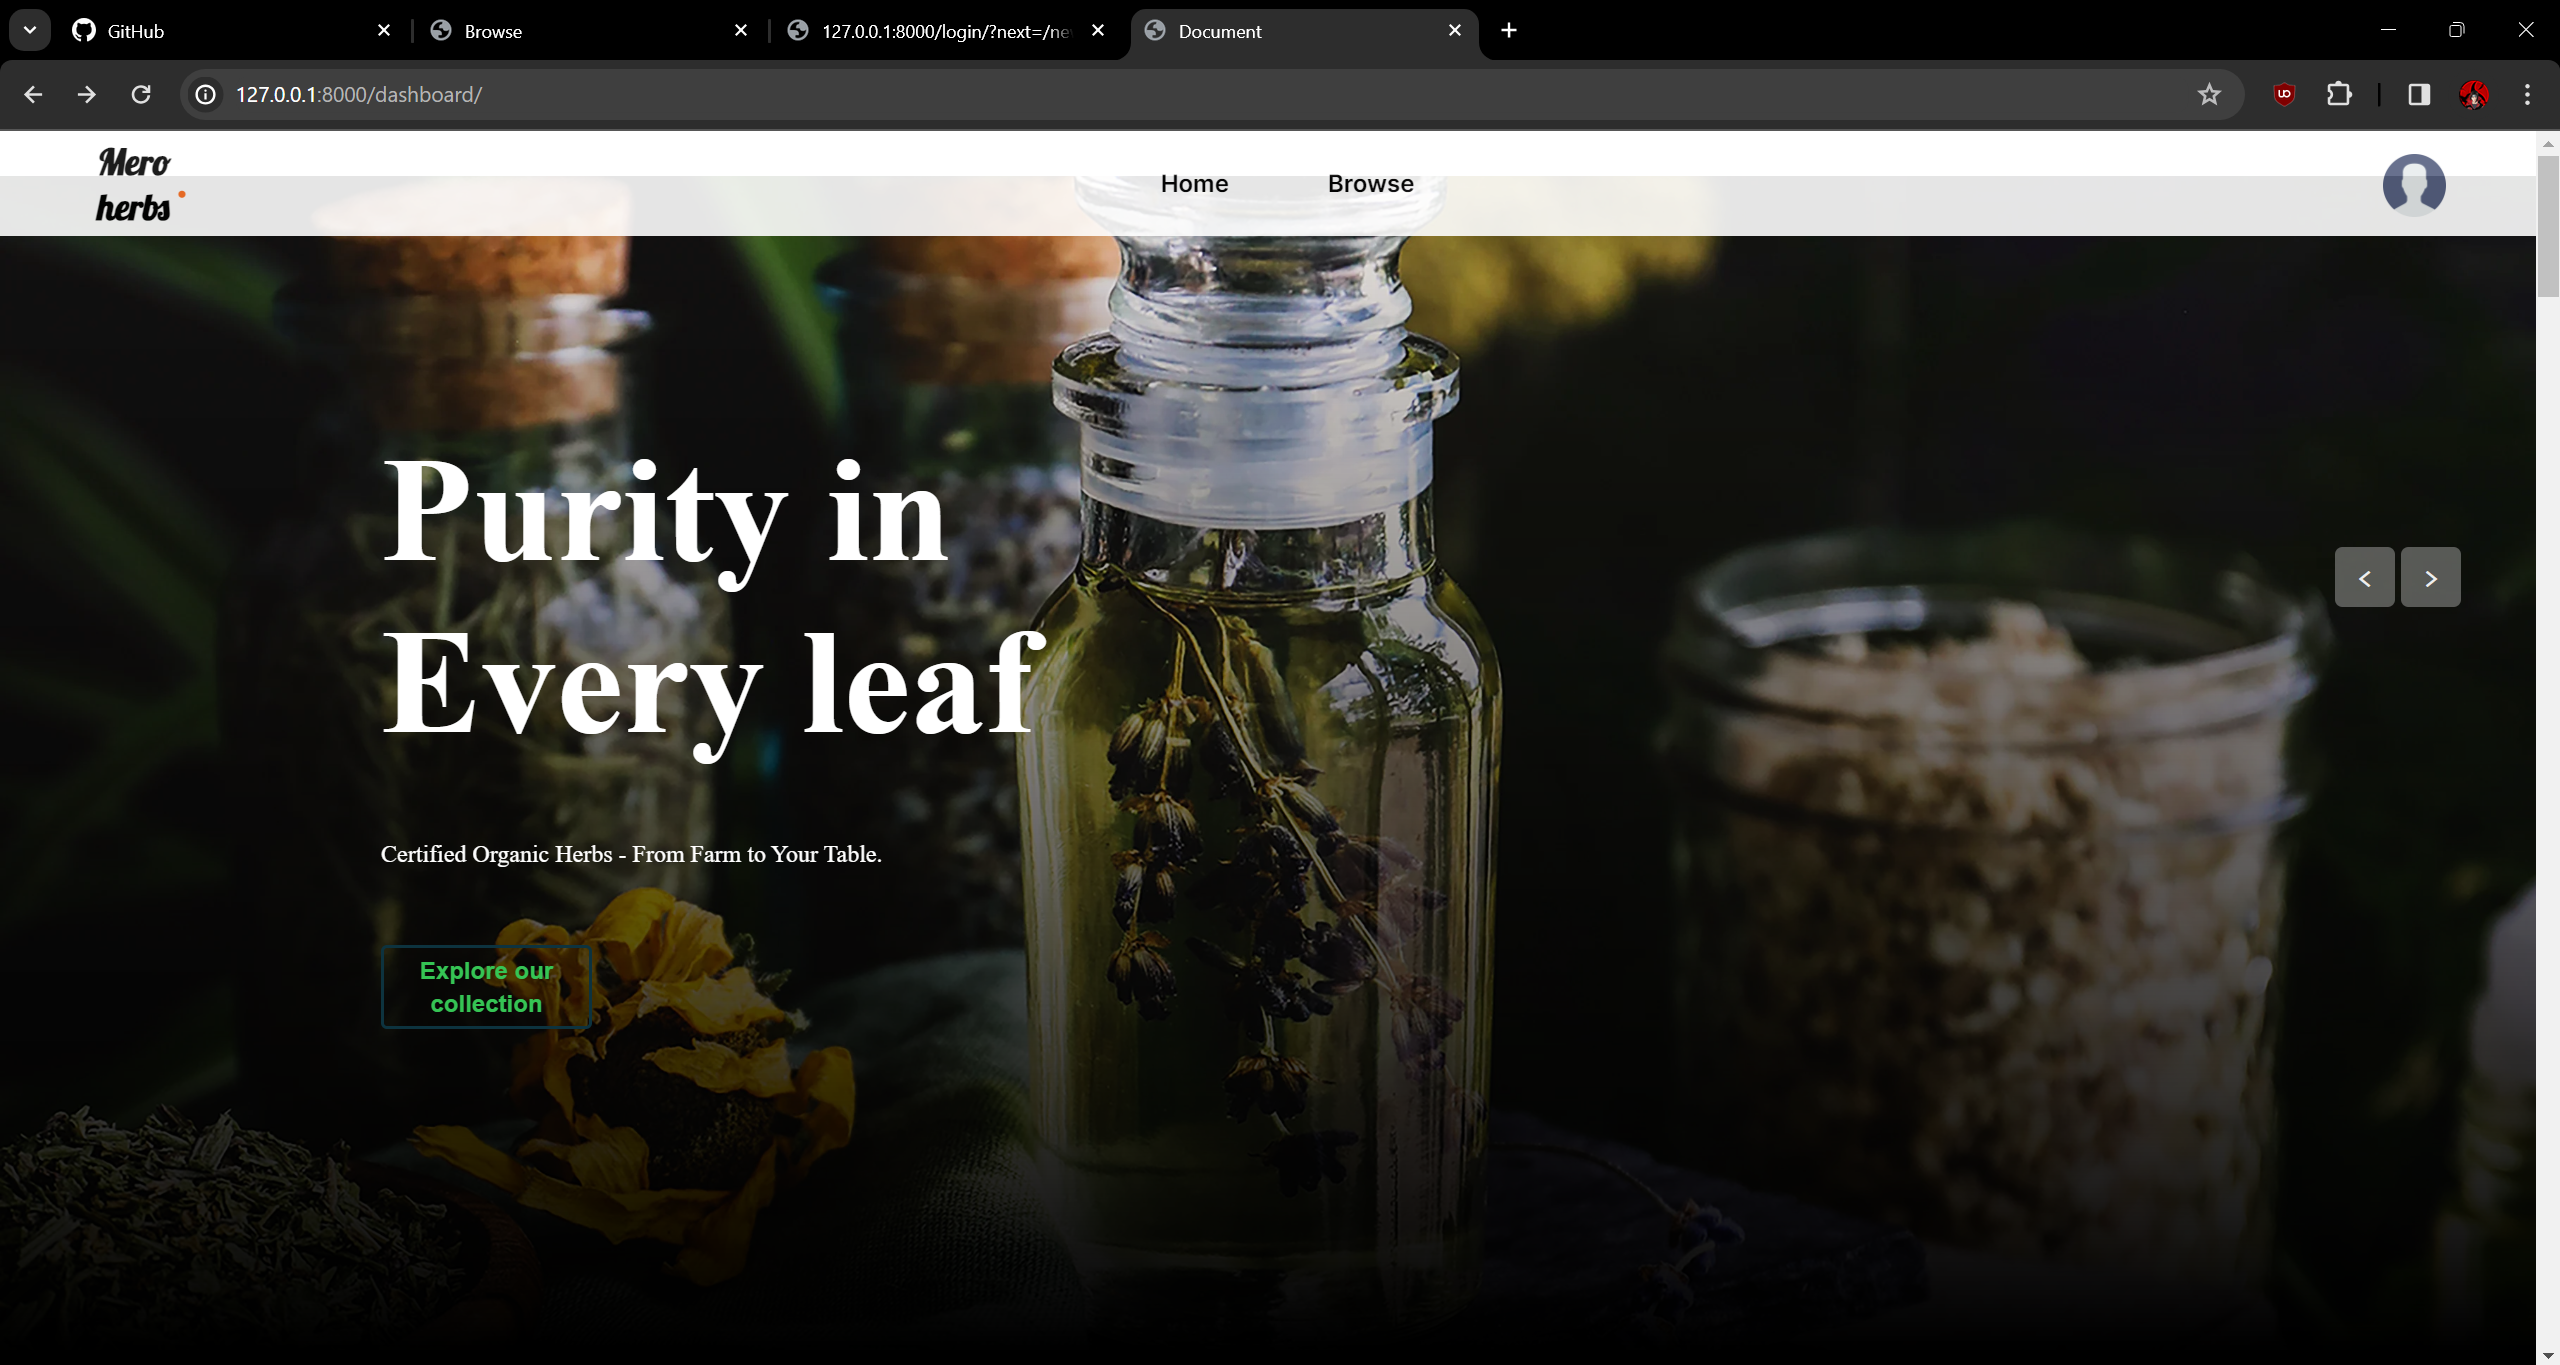 GitHub
Browse
127.0.0.1:8000/login/?next=/ne
Document
127.0.0.1:8000/dashboard/
Mero
herbs
Home
Browse
Purity in
Every leaf
Certified Organic Herbs - From Farm to Your Table.
Explore our
collection